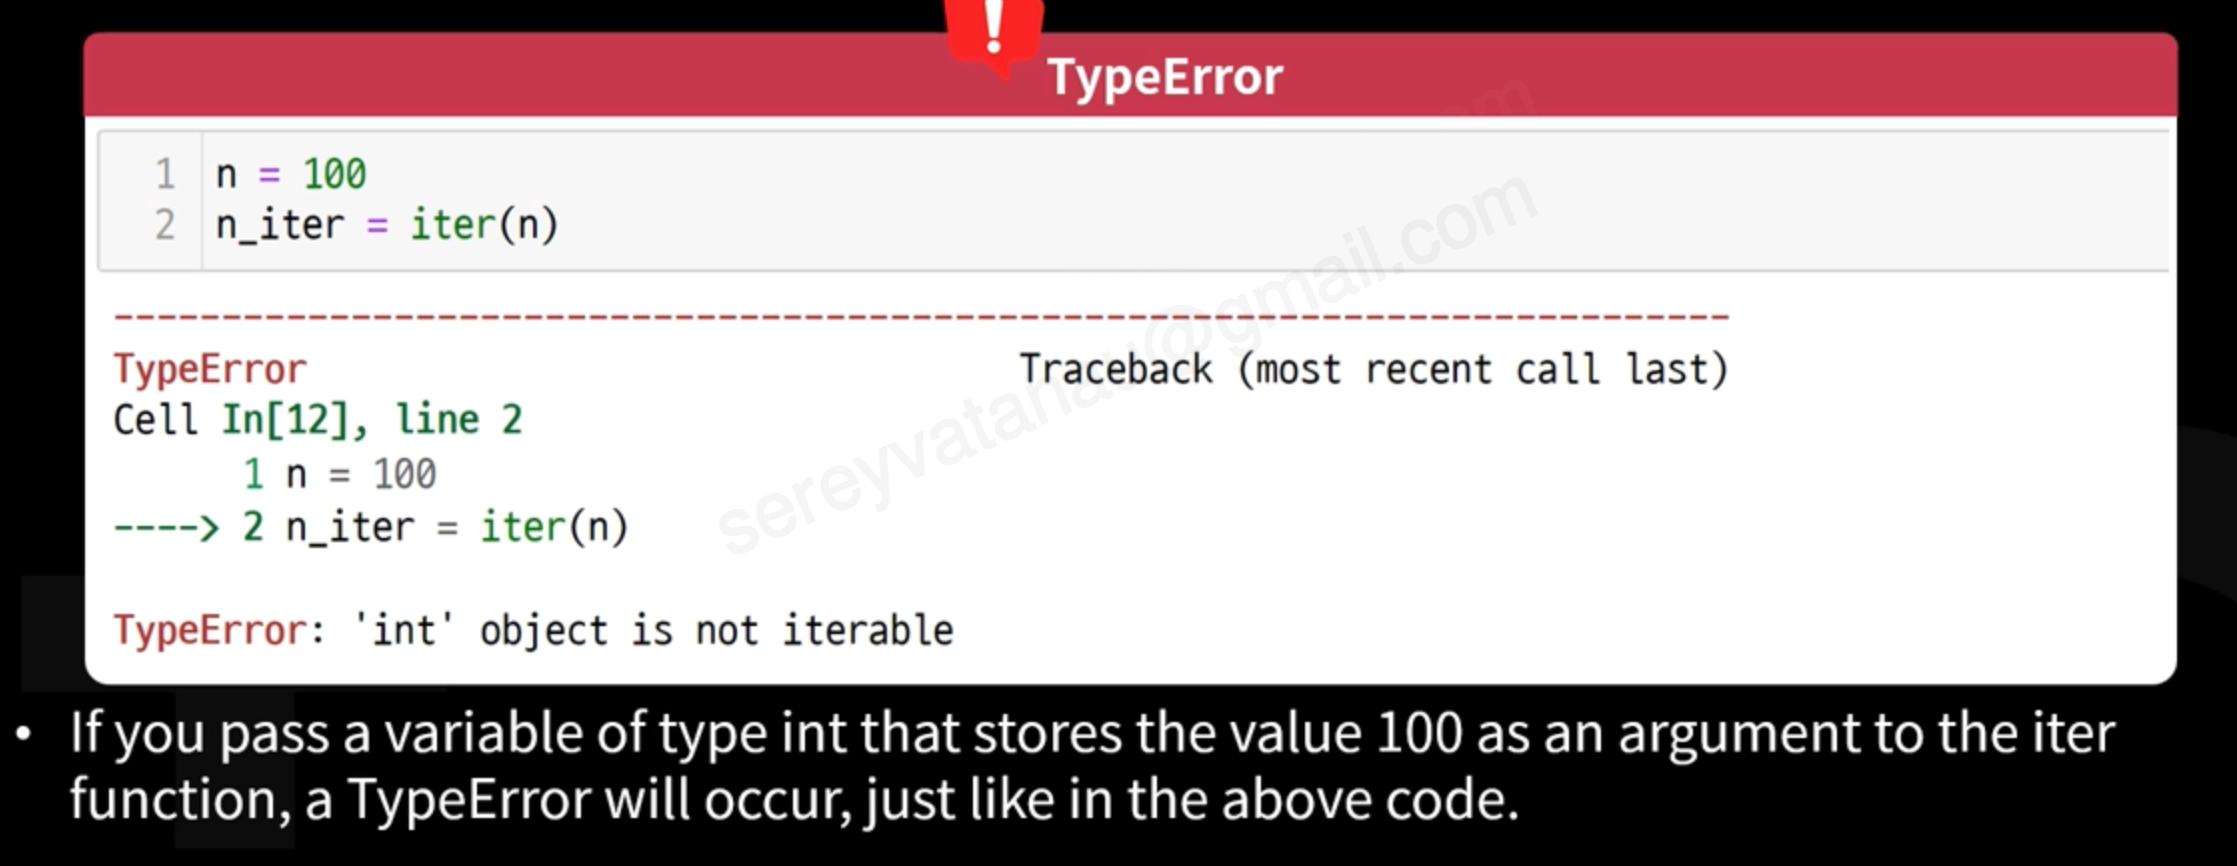 !
TypeError
1 n = 100
2 n_iter = iter(n)
---------------------------------------------------------------------------
TypeError Traceback (most recent call last)
Cell In[12], line 2
1 n = 100
----> 2 n_iter = iter(n)
TypeError: 'int' object is not iterable
sereyvatanau@gmail.com
• If you pass a variable of type int that stores the value 100 as an argument to the iter
function, a TypeError will occur, just like in the above code.